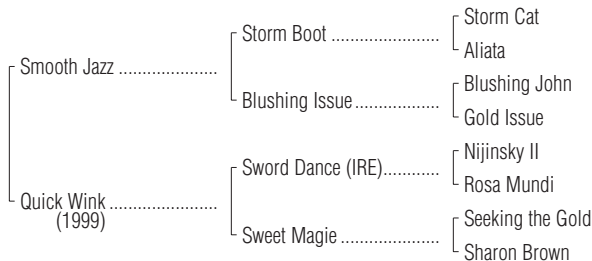 Storm Cat
Storm Boot ....................
Aliata
Smooth Jazz ..................
Blushing John
Blushing Issue.................
Gold Issue
Nijinsky II
Sword Dance (IRE)...........
Rosa Mundi
Quick Wink....................
(1999)
Seeking the Gold
Sweet Magie ..................
Sharon Brown